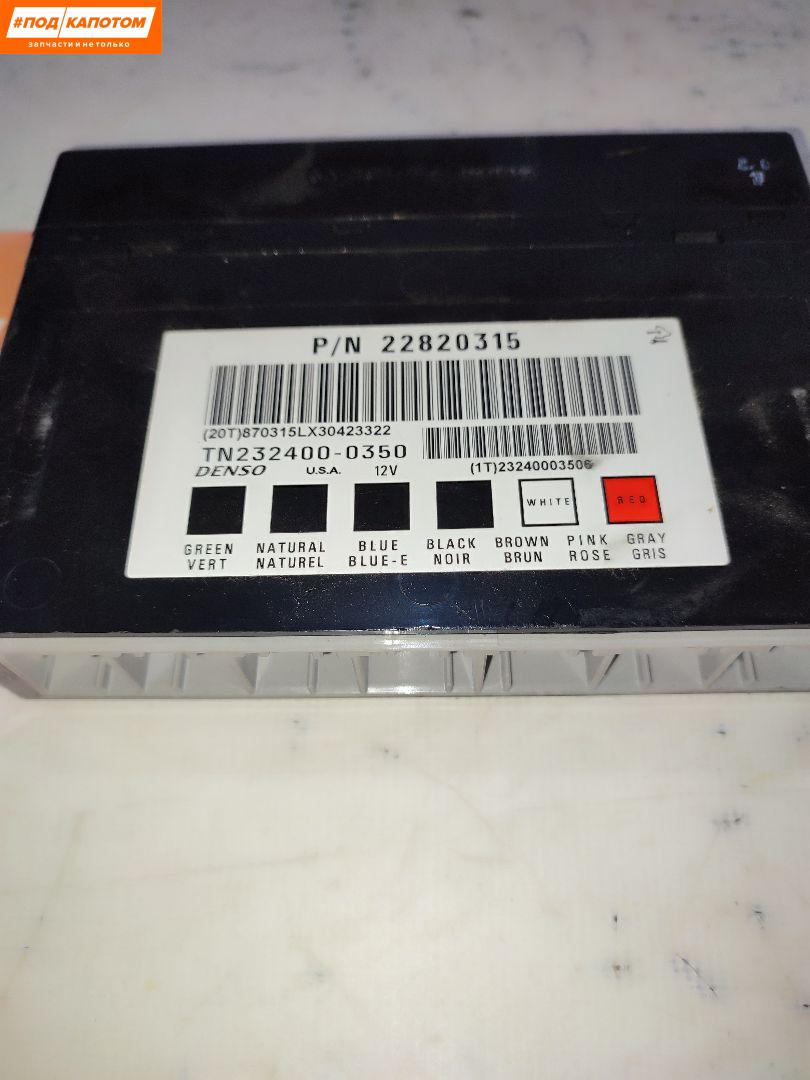 #ПОД КАПОТОМ
запчасти и не только
P/N 22820315
(20T)870315LX30423322
TN232400-0350
(1T)23240003506
DENSO U.S.A. 12V
WHITE RED
GREEN NATURAL BLUE BLACK BROWN PINK GRAY
VERT NATUREL BLUE-E NOIR BRUN ROSE GRIS